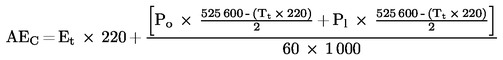 AE_C = E_t × 220 + [P_o × (525 600 - (T_t × 220))/2 + P_l × (525 600 - (T_t × 220))/2] / (60 × 1 000)